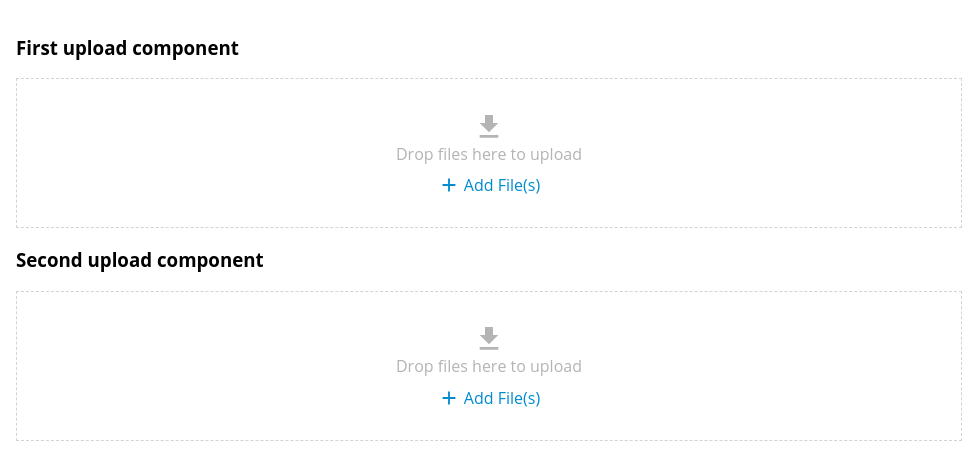 First upload component
Drop files here to upload
Add File(s)
Second upload component
Drop files here to upload
Add File(s)